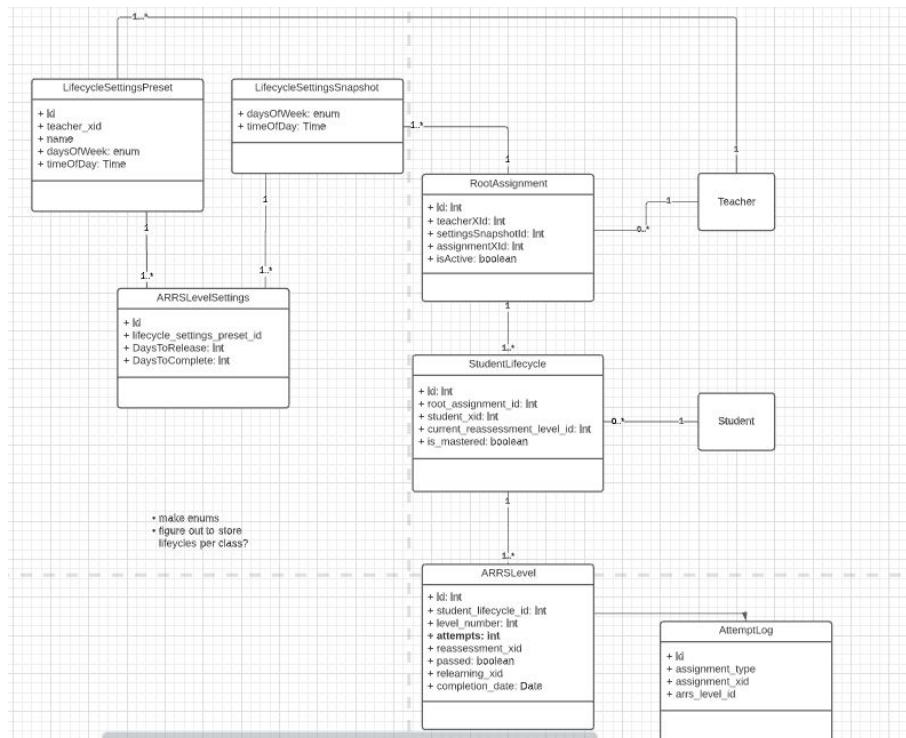 1..*
LifecycleSettingsPreset
+ Id
+ teacher_xid
+ name
+ daysOfWeek: enum
+ timeOfDay: Time
LifecycleSettingsSnapshot
+ daysOfWeek: enum
+ timeOfDay: Time
1..*
1
1
RootAssignment
+ Id: Int
+ teacherXId: Int
+ settingsSnapshotId: Int
+ assignmentXId: Int
+ isActive: boolean
1
0..*
Teacher
1
1
1..*
1..*
ARRSLevelSettings
+ Id
+ lifecycle_settings_preset_id
+ DaysToRelease: Int
+ DaysToComplete: Int
1
1..*
StudentLifecycle
+ Id: Int
+ root_assignment_id: Int
+ student_xid: Int
+ current_reassessment_level_id: Int
+ is_mastered: boolean
0..*
1
Student
• make enums
• figure out to store
lifeycles per class?
1
1..*
ARRSLevel
+ Id: Int
+ student_lifecycle_id: Int
+ level_number: Int
+ attempts: int
+ reassessment_xid
+ passed: boolean
+ relearning_xid
+ completion_date: Date
AttemptLog
+ Id
+ assignment_type
+ assignment_xid
+ arrs_level_id